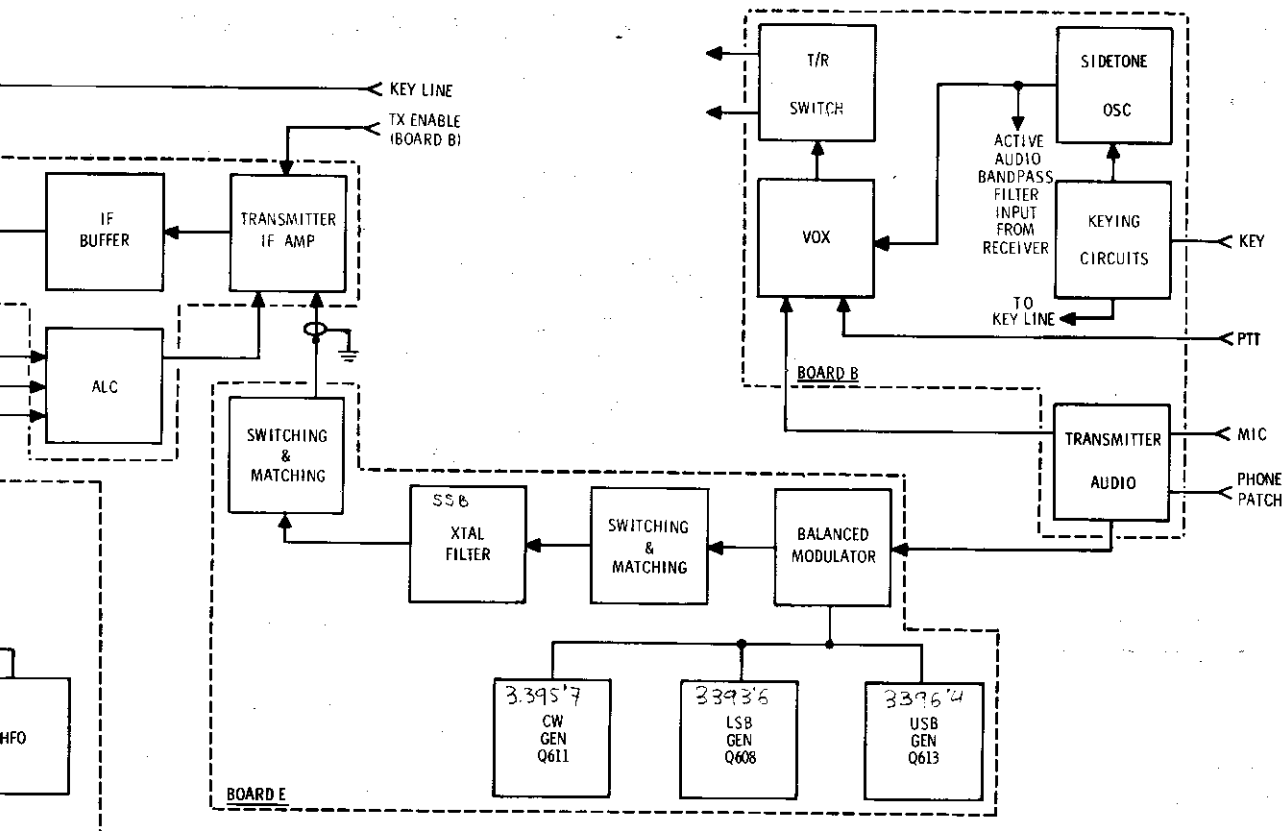 KEY LINE
TX ENABLE
(BOARD B)
IF
BUFFER
TRANSMITTER
IF AMP
ALC
T/R
SWITCH
SIDETONE
OSC
ACTIVE
AUDIO
BANDPASS
FILTER
INPUT
FROM
RECEIVER
VOX
KEYING
CIRCUITS
KEY
TO
KEY LINE
PTT
BOARD B
TRANSMITTER
AUDIO
MIC
PHONE
PATCH
SWITCHING
&
MATCHING
SSB
XTAL
FILTER
SWITCHING
&
MATCHING
BALANCED
MODULATOR
3.395'7
CW
GEN
Q611
3393'6
LSB
GEN
Q608
3396'4
USB
GEN
Q613
HFO
BOARD E